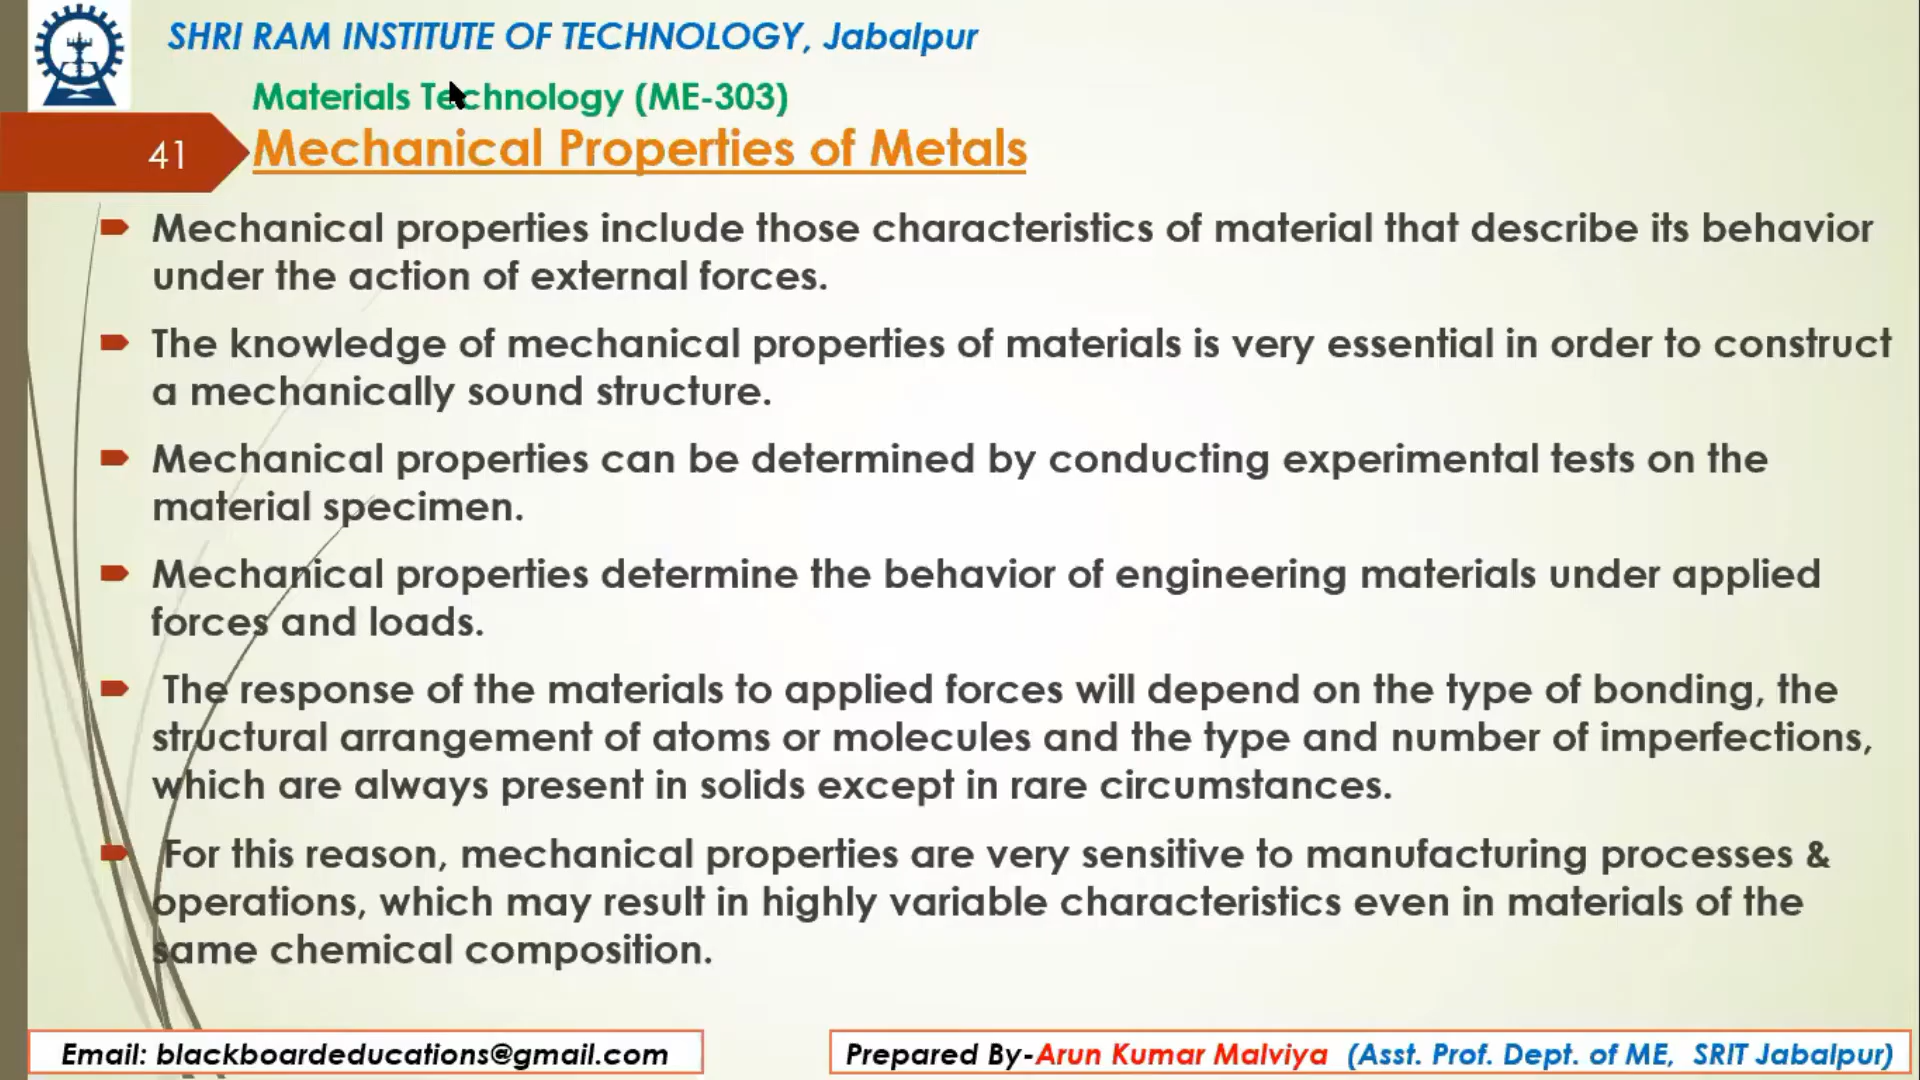 SHRI RAM INSTITUTE OF TECHNOLOGY, Jabalpur
Materials Technology (ME-303)
41
Mechanical Properties of Metals
Mechanical properties include those characteristics of material that describe its behavior
under the action of external forces.
The knowledge of mechanical properties of materials is very essential in order to construct
a mechanically sound structure.
Mechanical properties can be determined by conducting experimental tests on the
material specimen.
Mechanical properties determine the behavior of engineering materials under applied
forces and loads.
The response of the materials to applied forces will depend on the type of bonding, the
structural arrangement of atoms or molecules and the type and number of imperfections,
which are always present in solids except in rare circumstances.
For this reason, mechanical properties are very sensitive to manufacturing processes &
operations, which may result in highly variable characteristics even in materials of the
same chemical composition.
Email: blackboardeducations@gmail.com
Prepared By-Arun Kumar Malviya (Asst. Prof. Dept. of ME, SRIT Jabalpur)